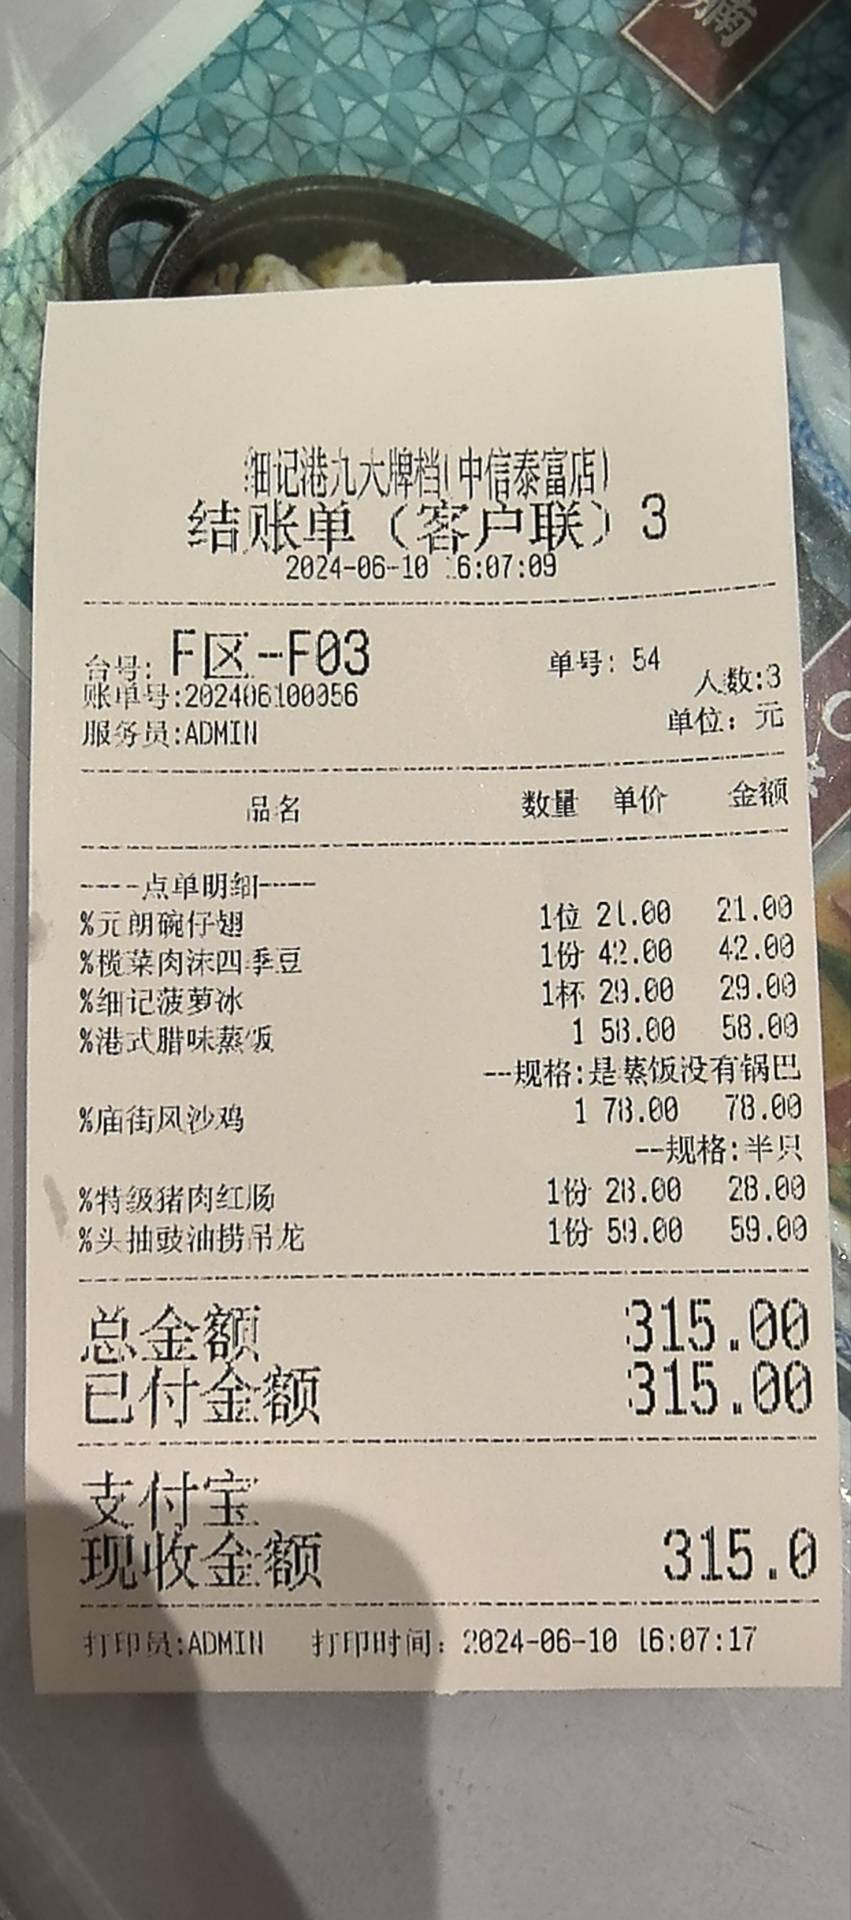 南
细记港九大牌档(中信泰富店)
结账单（客户联）3
2024-06-10 16:07:09
台号: F区-F03 单号: 54
账单号:202406100056 人数:3
服务员:ADMIN 单位: 元
品名 数量 单价 金额
----点单明细----
%元朗碗仔翅 1位 21.00 21.00
%榄菜肉沫四季豆 1份 42.00 42.00
%细记菠萝冰 1杯 29.00 29.00
%港式腊味蒸饭 1 58.00 58.00
--规格:是蒸饭没有锅巴
%庙街风沙鸡 1 78.00 78.00
--规格:半只
%特级猪肉红肠 1份 28.00 28.00
%头抽豉油捞吊龙 1份 59.00 59.00
总金额 315.00
已付金额 315.00
支付宝
现收金额 315.0
打印员:ADMIN 打印时间: 2024-06-10 16:07:17